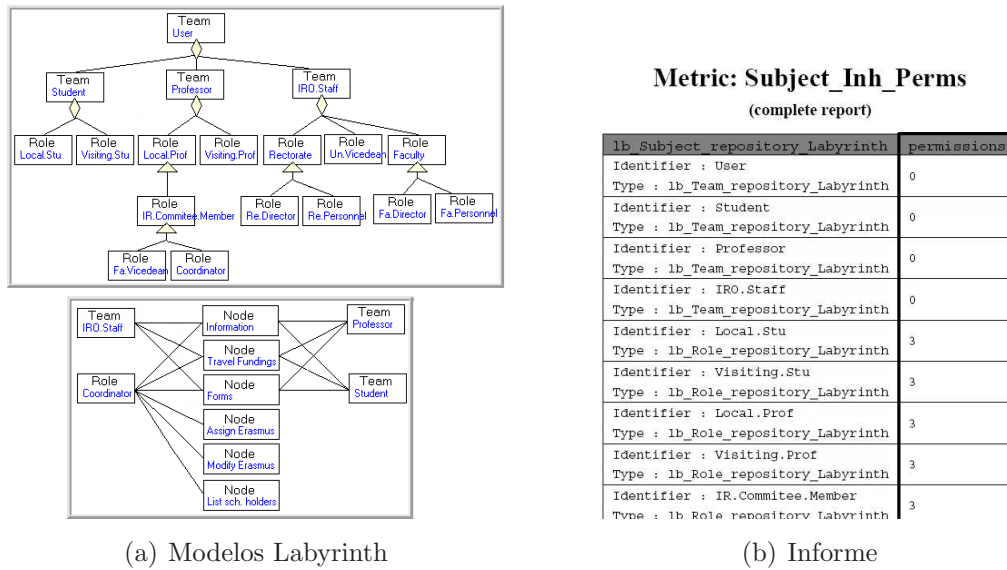 Team
User
Team
Student
Team
Professor
Team
IRO.Staff
Role
Local.Stu
Role
Visiting.Stu
Role
Local.Prof
Role
Visiting.Prof
Role
Rectorate
Role
Un.Vicedean
Role
Faculty
Role
IR.Commitee.Member
Role
Re.Director
Role
Re.Personnel
Role
Fa.Director
Role
Fa.Personnel
Role
Fa.Vicedean
Role
Coordinator
Team
IRO.Staff
Node
Information
Team
Professor
Node
Travel Fundings
Role
Coordinator
Node
Forms
Team
Student
Node
Assign Erasmus
Node
Modify Erasmus
Node
List sch. holders
(a) Modelos Labyrinth
Metric: Subject_Inh_Perms
(complete report)
lb_Subject_repository_Labyrinth permissions
Identifier : User
Type : lb_Team_repository_Labyrinth
0
Identifier : Student
Type : lb_Team_repository_Labyrinth
0
Identifier : Professor
Type : lb_Team_repository_Labyrinth
0
Identifier : IRO.Staff
Type : lb_Team_repository_Labyrinth
0
Identifier : Local.Stu
Type : lb_Role_repository_Labyrinth
3
Identifier : Visiting.Stu
Type : lb_Role_repository_Labyrinth
3
Identifier : Local.Prof
Type : lb_Role_repository_Labyrinth
3
Identifier : Visiting.Prof
Type : lb_Role_repository_Labyrinth
3
Identifier : IR.Commitee.Member
Type : lb_Role_repository_Labyrinth
3
(b) Informe